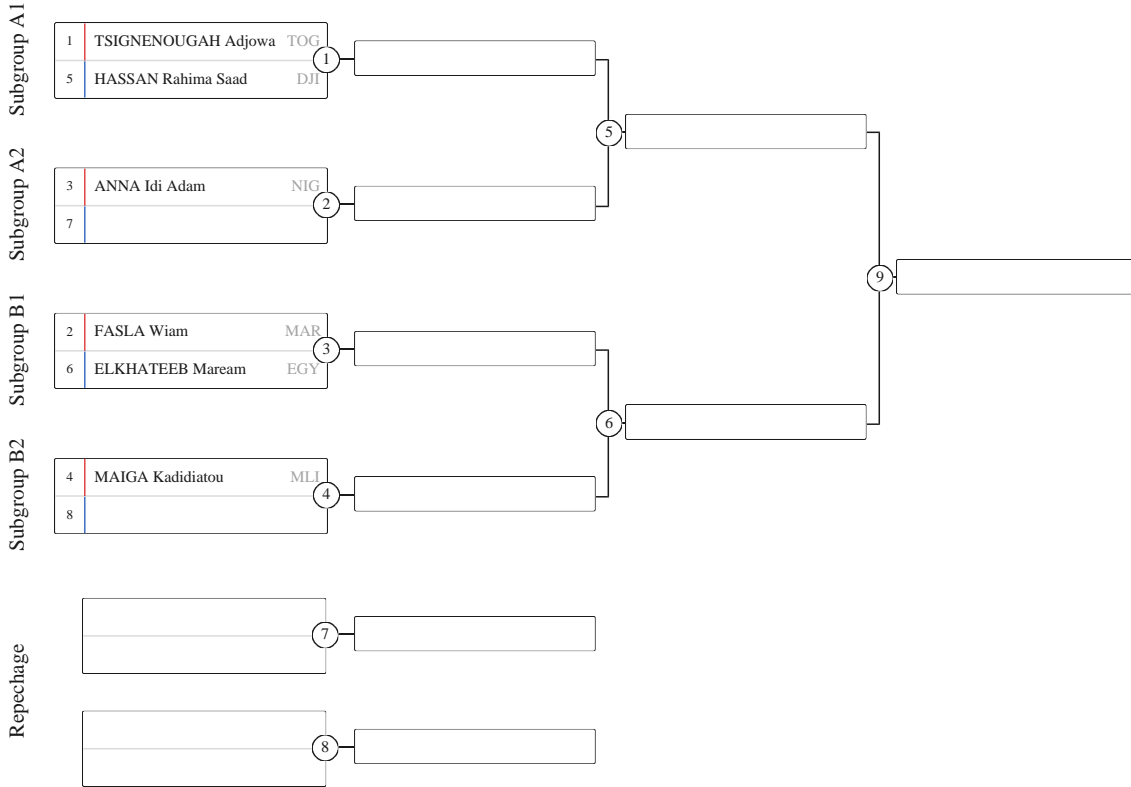 Subgroup A1
1 TSIGNENOUGAH Adjowa TOG
5 HASSAN Rahima Saad DJI
1
5
Subgroup A2
3 ANNA Idi Adam NIG
7
2
9
Subgroup B1
2 FASLA Wiam MAR
6 ELKHATEEB Maream EGY
3
6
Subgroup B2
4 MAIGA Kadidiatou MLI
8
4
Repechage
7
8